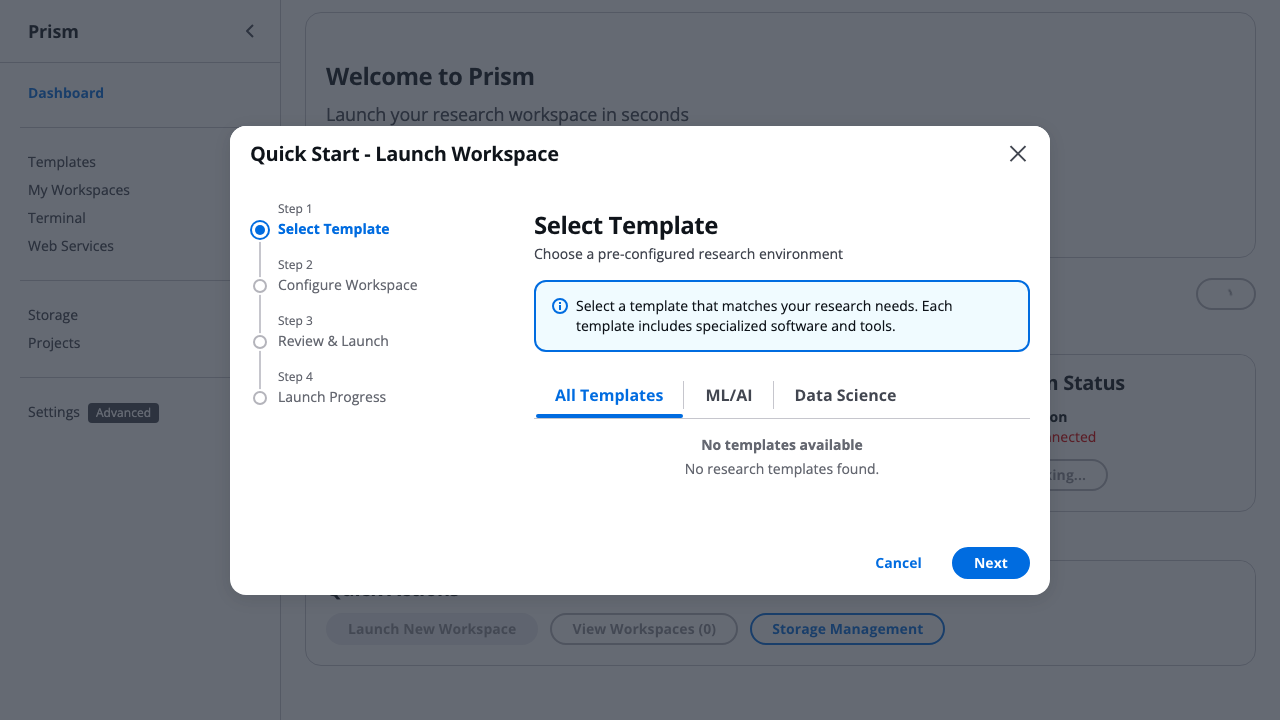 Prism
Dashboard
Templates
My Workspaces
Terminal
Web Services
Storage
Projects
Settings Advanced
Welcome to Prism
Launch your research workspace in seconds
Quick Start - Launch Workspace
Step 1
Select Template
Step 2
Configure Workspace
Step 3
Review & Launch
Step 4
Launch Progress
Select Template
Choose a pre-configured research environment
Select a template that matches your research needs. Each
template includes specialized software and tools.
All Templates ML/AI Data Science
No templates available
No research templates found.
Cancel Next
Status
Launch New Workspace View Workspaces (0) Storage Management